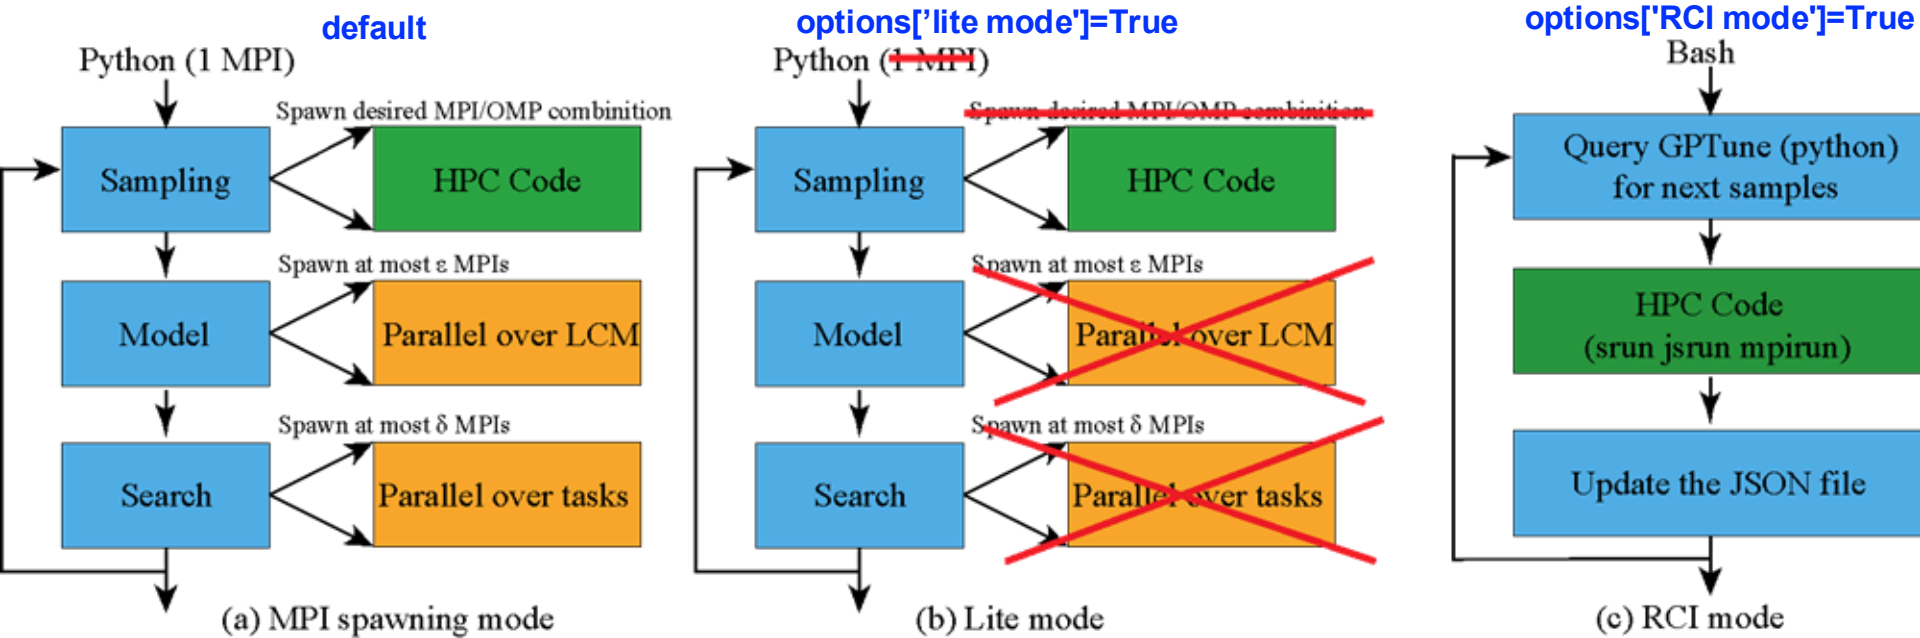 default
Python (1 MPI)
Spawn desired MPI/OMP combinition
Sampling
HPC Code
Spawn at most ε MPIs
Model
Parallel over LCM
Spawn at most δ MPIs
Search
Parallel over tasks
(a) MPI spawning mode
options[’lite mode']=True
Python (1 MPI)
Spawn desired MPI/OMP combinition
Sampling
HPC Code
Spawn at most ε MPIs
Model
Parallel over LCM
Spawn at most δ MPIs
Search
Parallel over tasks
(b) Lite mode
options['RCI mode']=True
Bash
Query GPTune (python)
for next samples
HPC Code
(srun jsrun mpirun)
Update the JSON file
(c) RCI mode